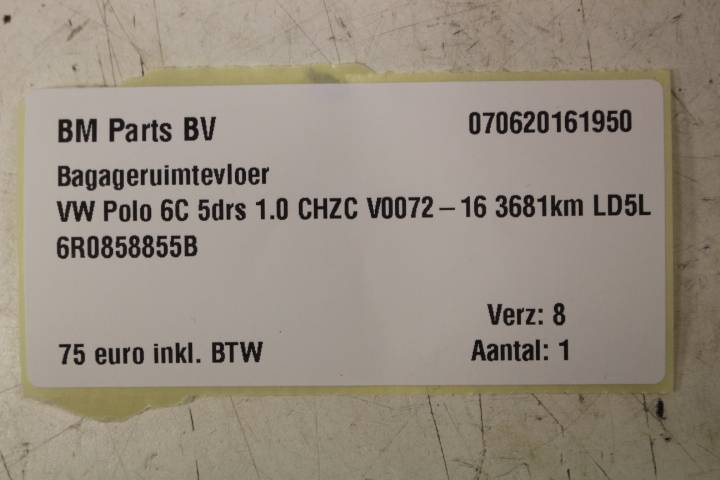 BM Parts BV 070620161950
Bagageruimtevloer
VW Polo 6C 5drs 1.0 CHZC V0072 – 16 3681km LD5L
6R0858855B
Verz: 8
75 euro inkl. BTW Aantal: 1